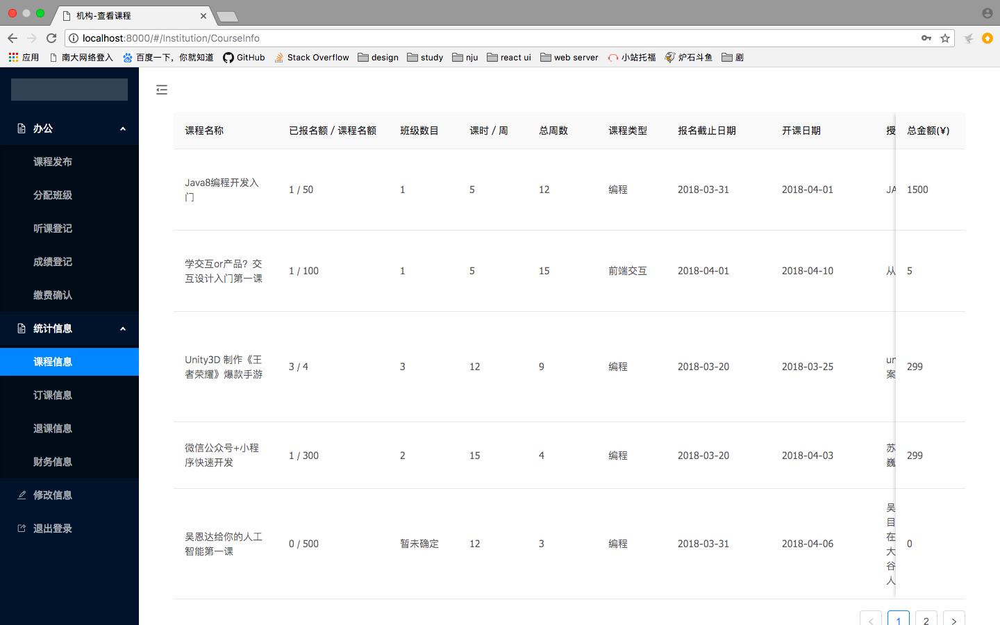 机构-查看课程
localhost:8000/#/Institution/CourseInfo
应用 南大网络登入 百度一下，你就知道 GitHub Stack Overflow design study nju react ui web server 小站托福 炉石斗鱼 剧
办公
课程发布
分配班级
听课登记
成绩登记
缴费确认
统计信息
课程信息
订课信息
退课信息
财务信息
修改信息
退出登录
课程名称 已报名额 / 课程名额 班级数目 课时 / 周 总周数 课程类型 报名截止日期 开课日期 授 总金额(¥)
Java8编程开发入
门
1 / 50 1 5 12 编程 2018-03-31 2018-04-01 JA 1500
学交互or产品？交
互设计入门第一课
1 / 100 1 5 15 前端交互 2018-04-01 2018-04-10 从 5
Unity3D 制作《王
者荣耀》爆款手游
3 / 4 3 12 9 编程 2018-03-20 2018-03-25 un
案
299
微信公众号+小程
序快速开发
1 / 300 2 15 4 编程 2018-03-20 2018-04-03 苏
巍
299
吴恩达给你的人工
智能第一课
0 / 500 暂未确定 12 3 编程 2018-03-31 2018-04-06 吴
目
在
大
谷
人
0
1 2